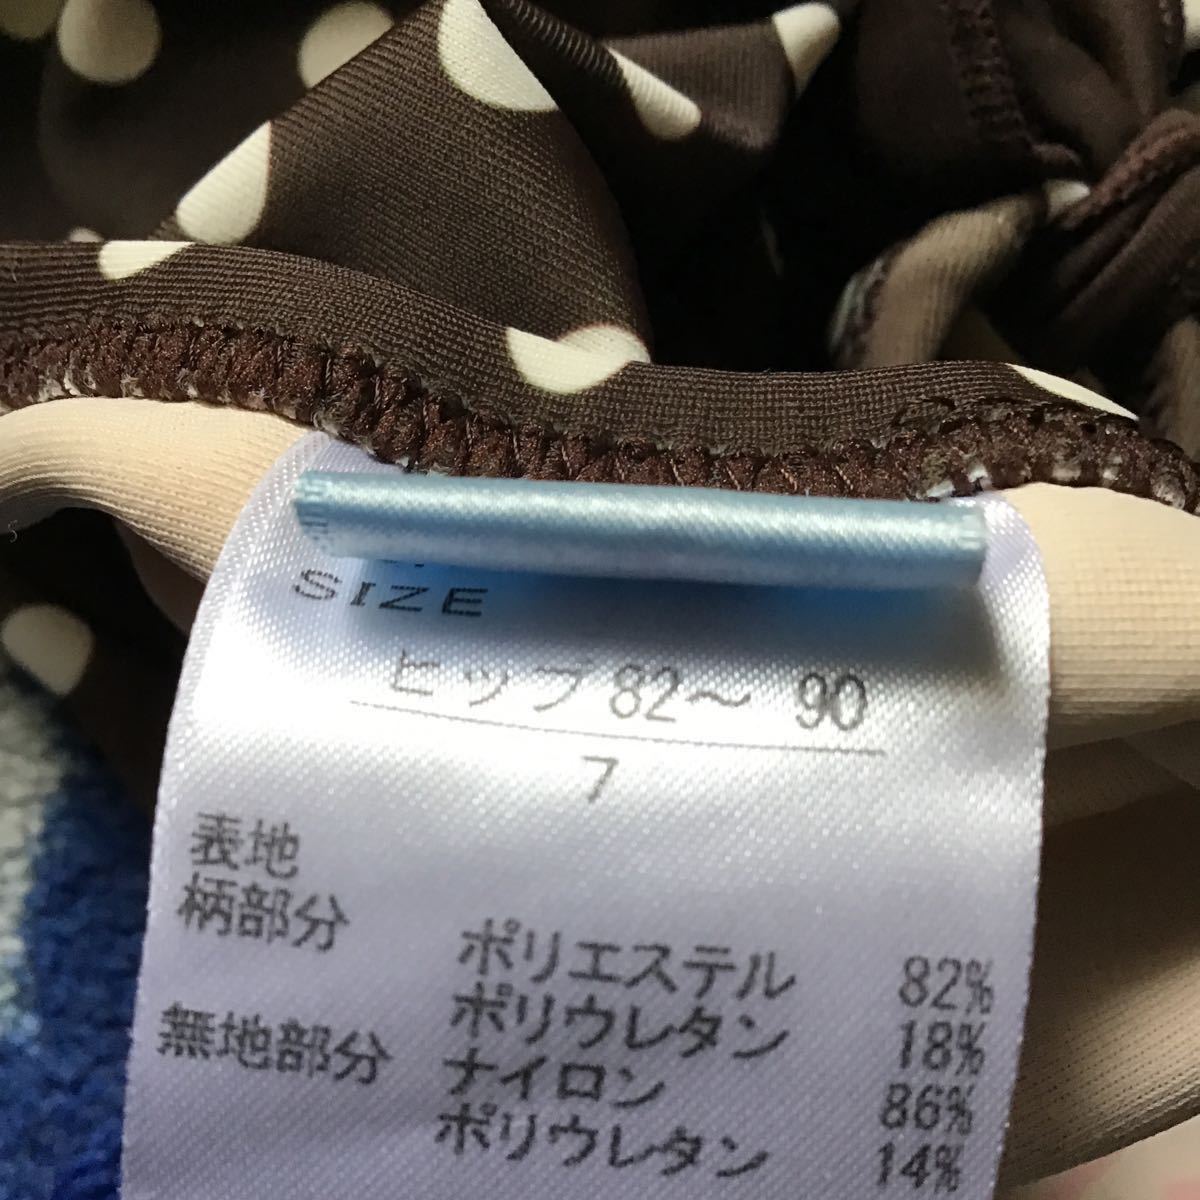 SIZE
ヒップ82〜 90
7
表地
柄部分
ポリエステル 82%
ポリウレタン 18%
無地部分
ナイロン 86%
ポリウレタン 14%